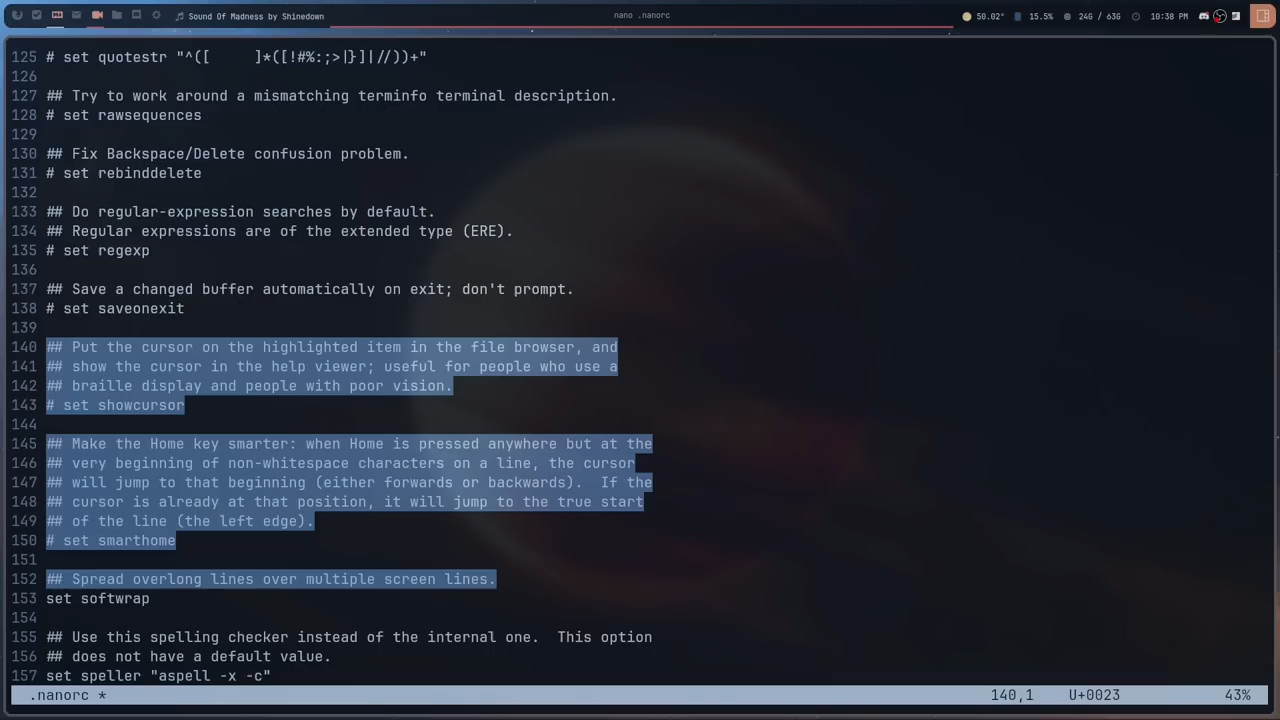 Sound Of Madness by Shinedown
nano .nanorc
50.02° 15.5% 24G / 63G 10:38 PM
125 # set quotestr "^([     ]*([!#%:;>|}]|//))+"
126
127 ## Try to work around a mismatching terminfo terminal description.
128 # set rawsequences
129
130 ## Fix Backspace/Delete confusion problem.
131 # set rebinddelete
132
133 ## Do regular-expression searches by default.
134 ## Regular expressions are of the extended type (ERE).
135 # set regexp
136
137 ## Save a changed buffer automatically on exit; don't prompt.
138 # set saveonexit
139
140 ## Put the cursor on the highlighted item in the file browser, and
141 ## show the cursor in the help viewer; useful for people who use a
142 ## braille display and people with poor vision.
143 # set showcursor
144
145 ## Make the Home key smarter: when Home is pressed anywhere but at the
146 ## very beginning of non-whitespace characters on a line, the cursor
147 ## will jump to that beginning (either forwards or backwards).  If the
148 ## cursor is already at that position, it will jump to the true start
149 ## of the line (the left edge).
150 # set smarthome
151
152 ## Spread overlong lines over multiple screen lines.
153 set softwrap
154
155 ## Use this spelling checker instead of the internal one.  This option
156 ## does not have a default value.
157 set speller "aspell -x -c"
.nanorc * 140,1 U+0023 43%